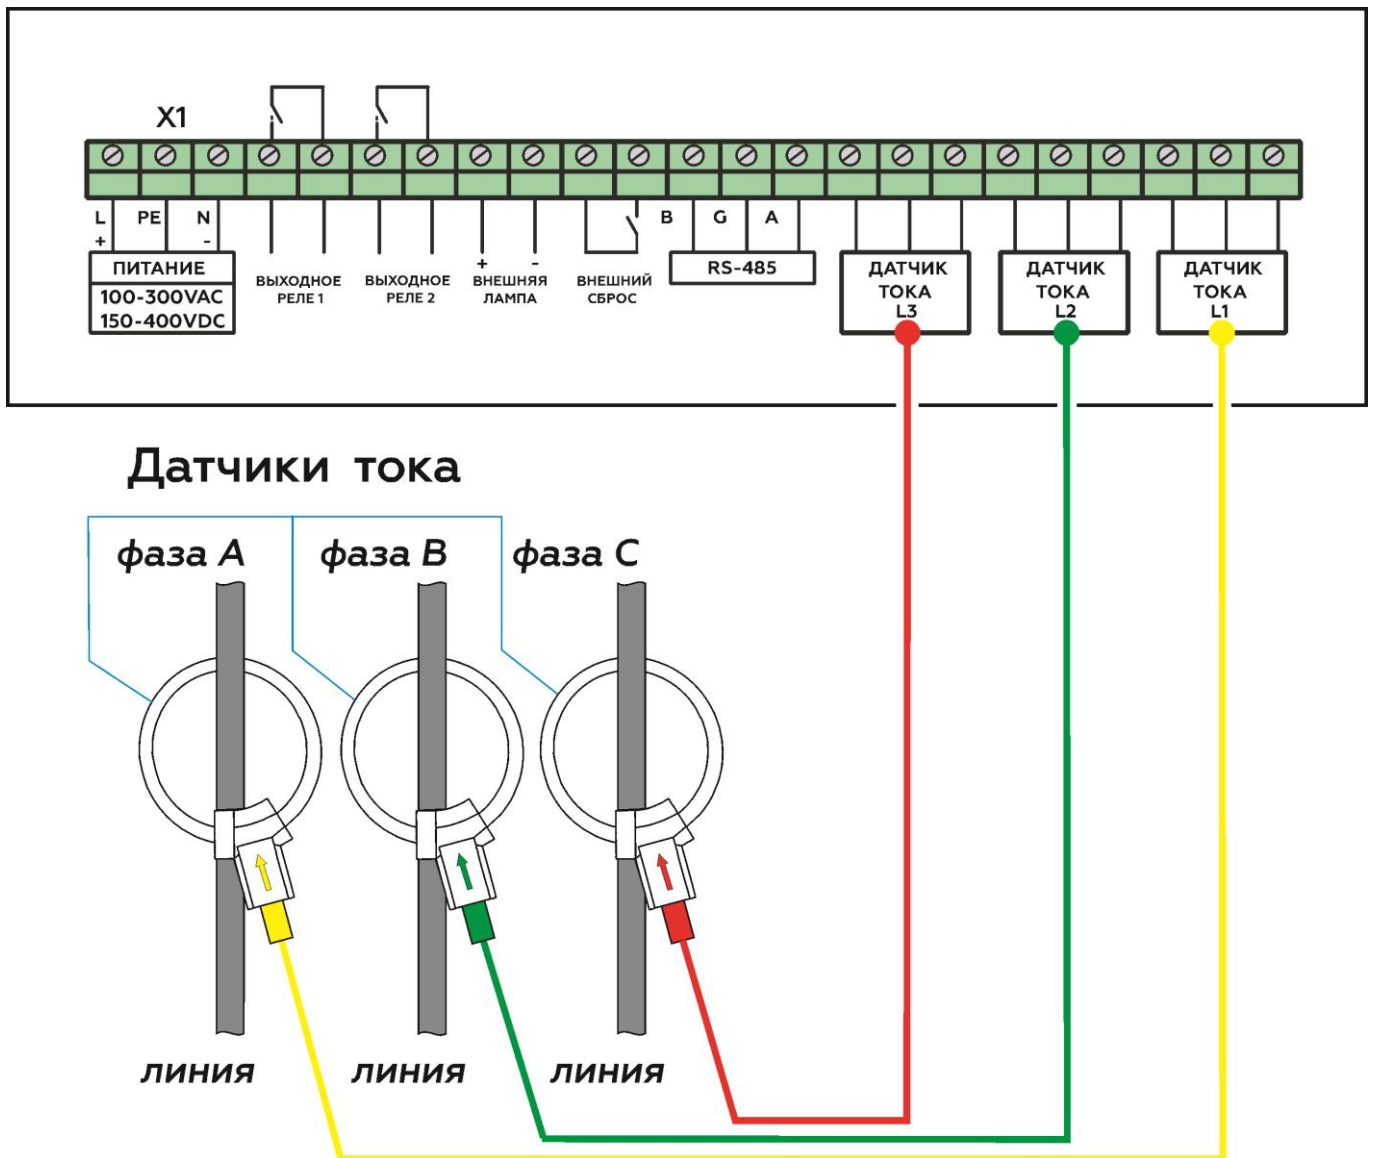 X1
L
PE
N
+
-
ПИТАНИЕ
100-300VAC
150-400VDC
ВЫХОДНОЕ
РЕЛЕ 1
ВЫХОДНОЕ
РЕЛЕ 2
+
-
ВНЕШНЯЯ
ЛАМПА
ВНЕШНИЙ
СБРОС
B
G
A
RS-485
ДАТЧИК
ТОКА
L3
ДАТЧИК
ТОКА
L2
ДАТЧИК
ТОКА
L1
Датчики тока
фаза A
фаза B
фаза C
линия
линия
линия